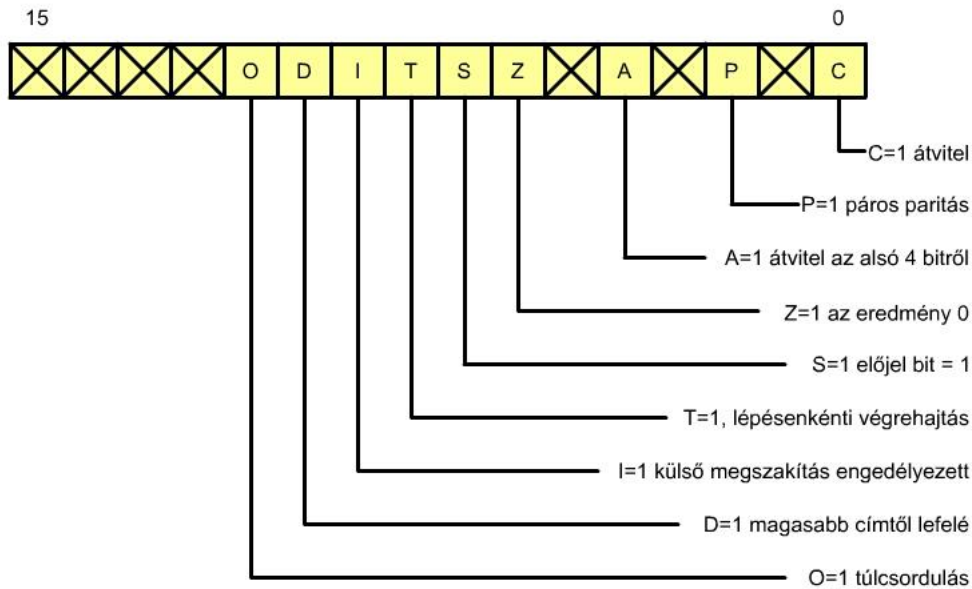 15 0
O D I T S Z A P C
C=1 átvitel
P=1 páros paritás
A=1 átvitel az alsó 4 bitről
Z=1 az eredmény 0
S=1 előjel bit = 1
T=1, lépésenkénti végrehajtás
I=1 külső megszakítás engedélyezett
D=1 magasabb címtől lefelé
O=1 túlcsordulás